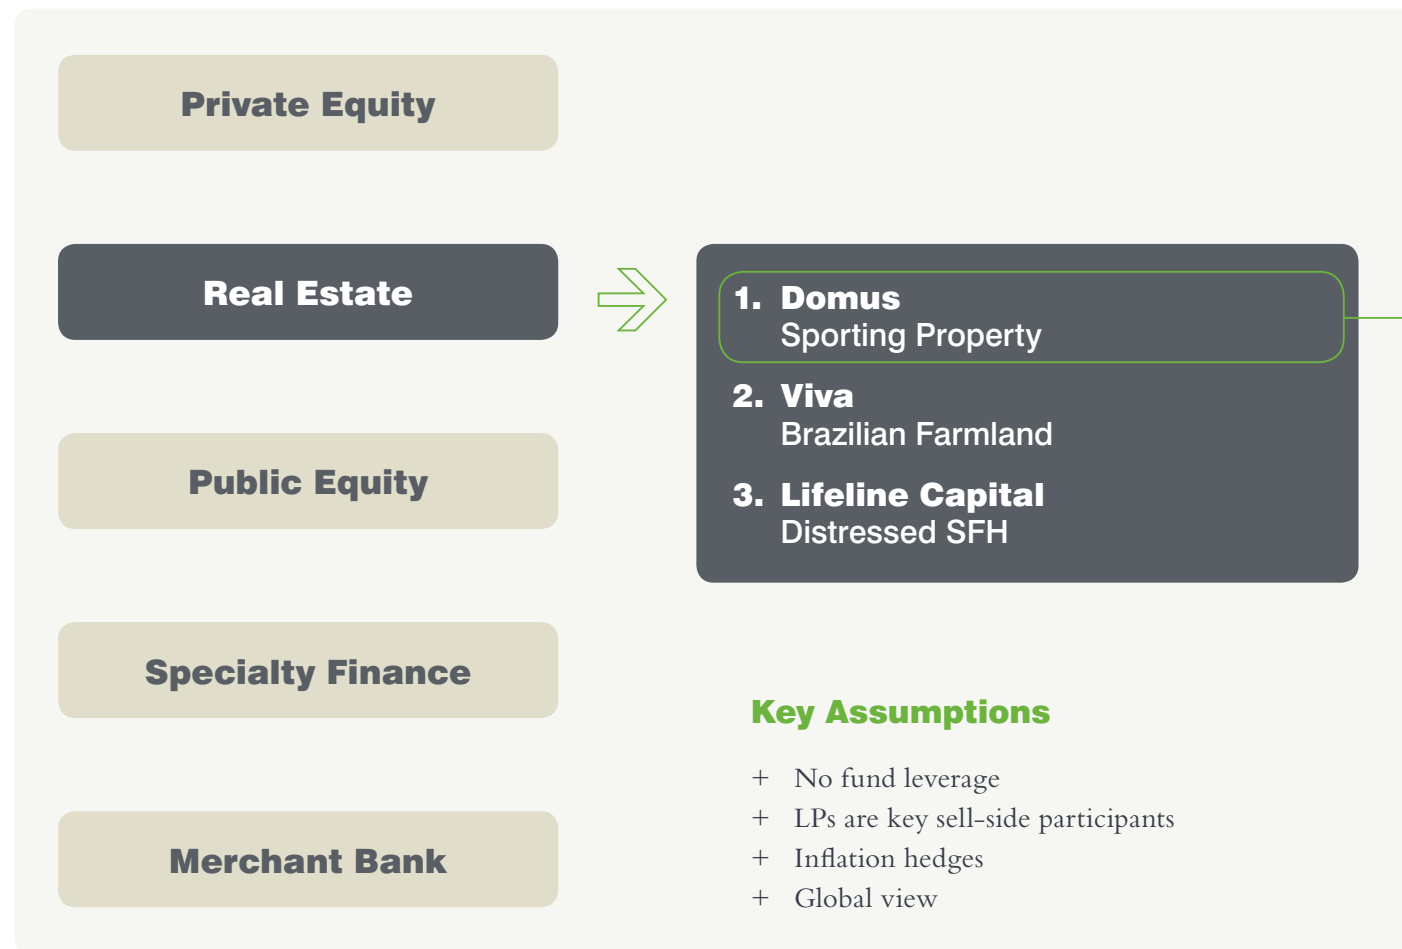 Private Equity
Real Estate
Public Equity
Specialty Finance
Merchant Bank
1. Domus
Sporting Property
2. Viva
Brazilian Farmland
3. Lifeline Capital
Distressed SFH
Key Assumptions
+ No fund leverage
+ LPs are key sell-side participants
+ Inflation hedges
+ Global view